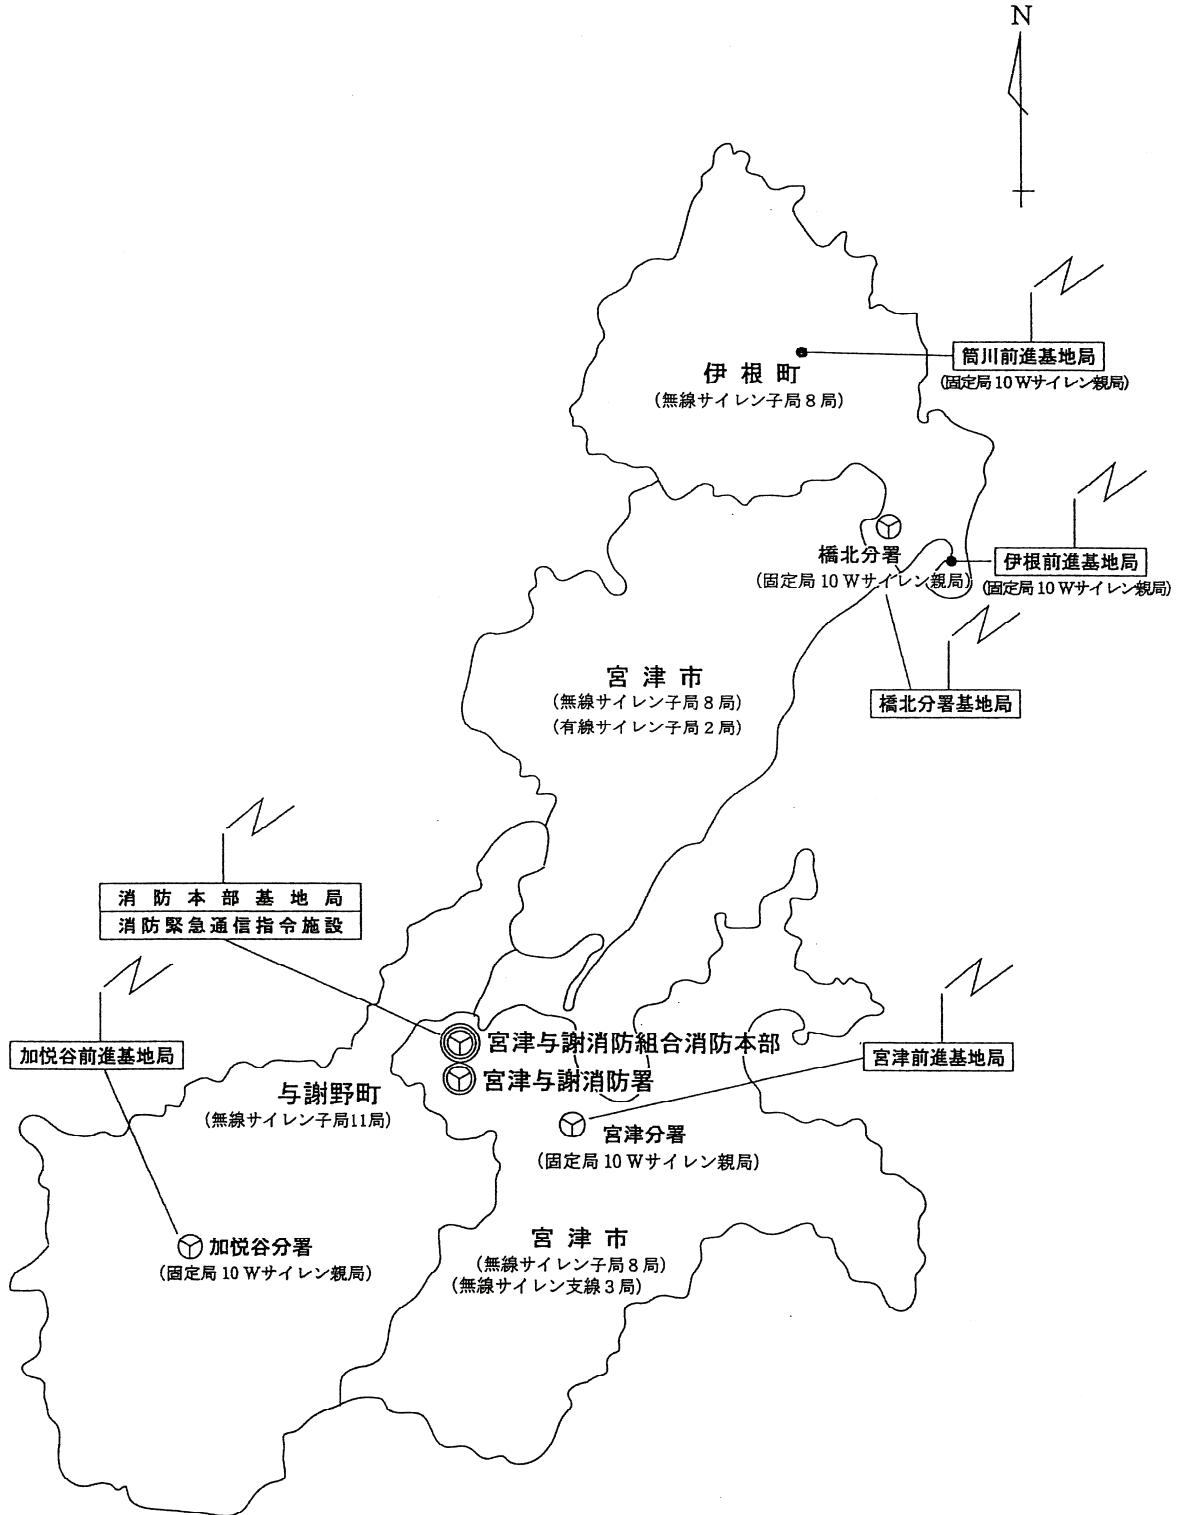 N
筒川前進基地局
(固定局10Wサイレン親局)
伊根町
(無線サイレン子局8局)
橋北分署
(固定局10Wサイレン親局)
伊根前進基地局
(固定局10Wサイレン親局)
宮津市
(無線サイレン子局8局)
(有線サイレン子局2局)
橋北分署基地局
消防本部基地局
消防緊急通信指令施設
加悦谷前進基地局
宮津与謝消防組合消防本部
宮津前進基地局
宮津与謝消防署
与謝野町
(無線サイレン子局11局)
宮津分署
(固定局10Wサイレン親局)
加悦谷分署
(固定局10Wサイレン親局)
宮津市
(無線サイレン子局8局)
(無線サイレン支線3局)